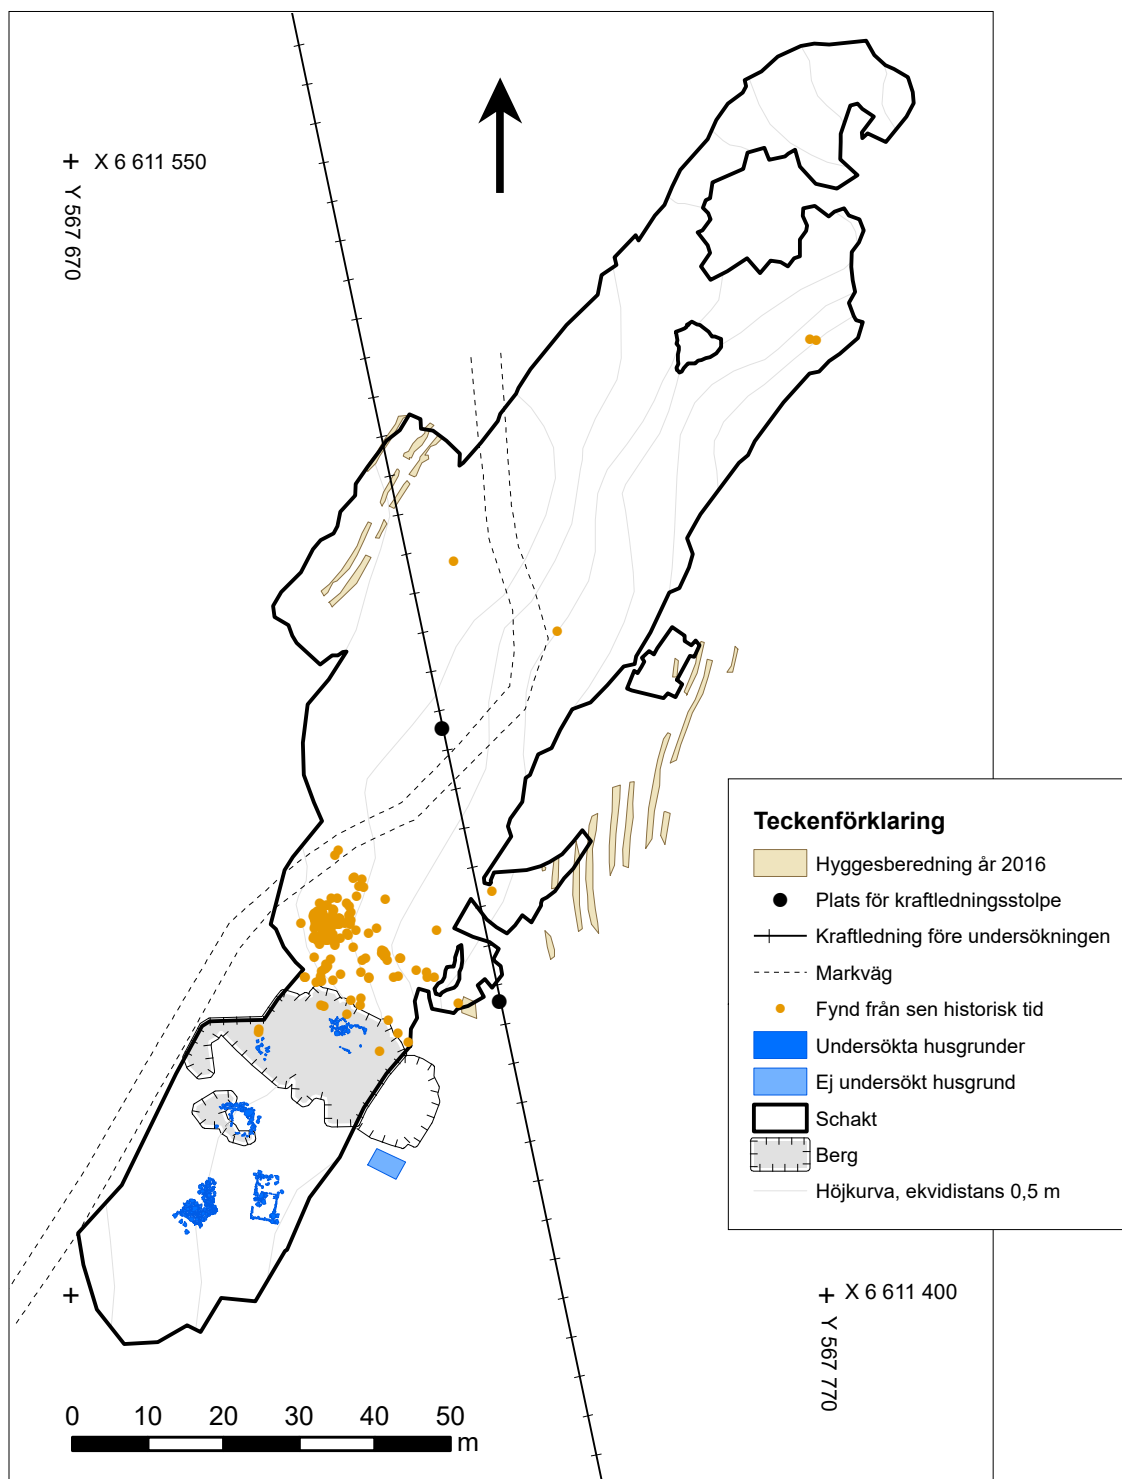 X 6 611 550
Y 567 670
Teckenförklaring
Hyggesberedning år 2016
Plats för kraftledningsstolpe
Kraftledning före undersökningen
Markväg
Fynd från sen historisk tid
Undersökta husgrunder
Ej undersökt husgrund
Schakt
Berg
Höjkurva, ekvidistans 0,5 m
X 6 611 400
Y 567 770
0 10 20 30 40 50
m